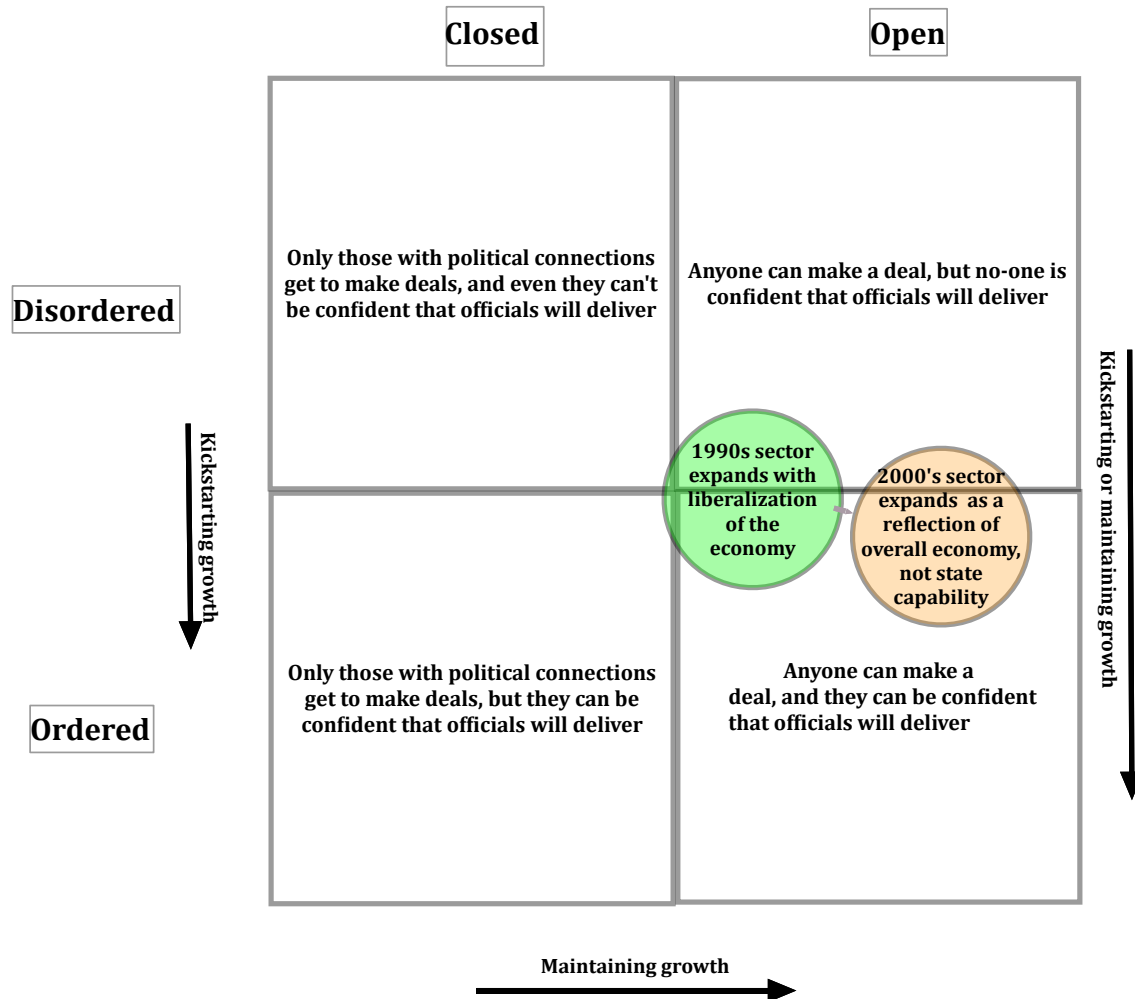 Closed
Open
Disordered
Only those with political connections
get to make deals, and even they can't
be confident that officials will deliver
Anyone can make a deal, but no-one is
confident that officials will deliver
Kickstarting growth
Kickstarting or maintaining growth
1990s sector
expands with
liberalization
of the
economy
2000's sector
expands as a
reflection of
overall economy,
not state
capability
Ordered
Only those with political connections
get to make deals, but they can be
confident that officials will deliver
Anyone can make a
deal, and they can be confident
that officials will deliver
Maintaining growth